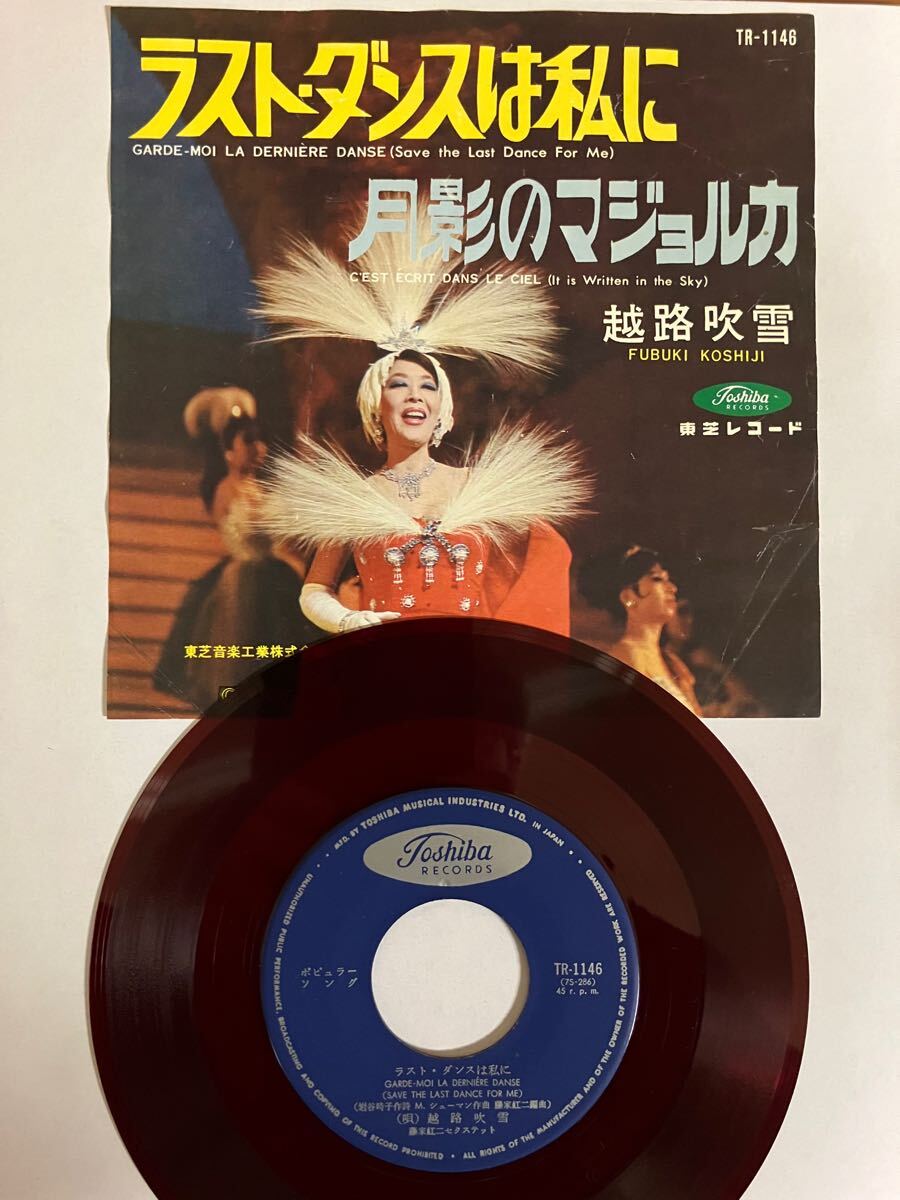 TR-1146
ラスト・ダンスは私に
GARDE-MOI LA DERNIÈRE DANSE (Save the Last Dance For Me)
月影のマジョルカ
C'EST ECRIT DANS LE CIEL (It is Written in the Sky)
越路吹雪
FUBUKI KOSHIJI
Toshiba
RECORDS
東芝レコード
東芝音楽工業株式
MFD. BY TOSHIBA MUSICAL INDUSTRIES LTD. IN JAPAN
Toshiba
RECORDS
ポピュラー
ソング
TR-1146
(7S-286)
45 r.p.m.
ラスト・ダンスは私に
GARDE-MOI LA DERNIÈRE DANSE
(SAVE THE LAST DANCE FOR ME)
(岩谷時子作詩 M. シューマン作曲 藤家虹二編曲)
(唄) 越路吹雪
藤家虹二セクステット
UNAUTHORIZED PUBLIC PERFORMANCE, BROADCASTING AND COPYING OF THIS RECORD PROHIBITED
ALL RIGHTS OF THE MANUFACTURER AND OF THE OWNER OF THE RECORDED WORK ARE RESERVED